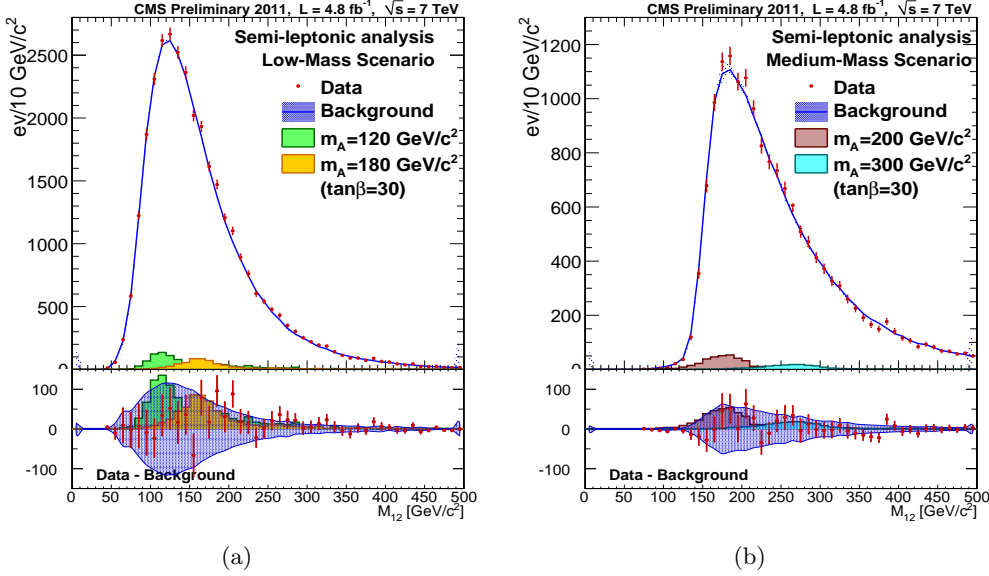 CMS Preliminary 2011, L = 4.8 fb⁻¹, √s = 7 TeV
ev/10 GeV/c²
2500
2000
1500
1000
500
0
Semi-leptonic analysis
Low-Mass Scenario
Data
Background
m_A=120 GeV/c²
m_A=180 GeV/c²
(tanβ=30)
100
0
-100
Data - Background
0 50 100 150 200 250 300 350 400 450 500
M₁₂ [GeV/c²]
(a)
CMS Preliminary 2011, L = 4.8 fb⁻¹, √s = 7 TeV
ev/10 GeV/c²
1200
1000
800
600
400
200
0
Semi-leptonic analysis
Medium-Mass Scenario
Data
Background
m_A=200 GeV/c²
m_A=300 GeV/c²
(tanβ=30)
100
0
-100
Data - Background
0 50 100 150 200 250 300 350 400 450 500
M₁₂ [GeV/c²]
(b)